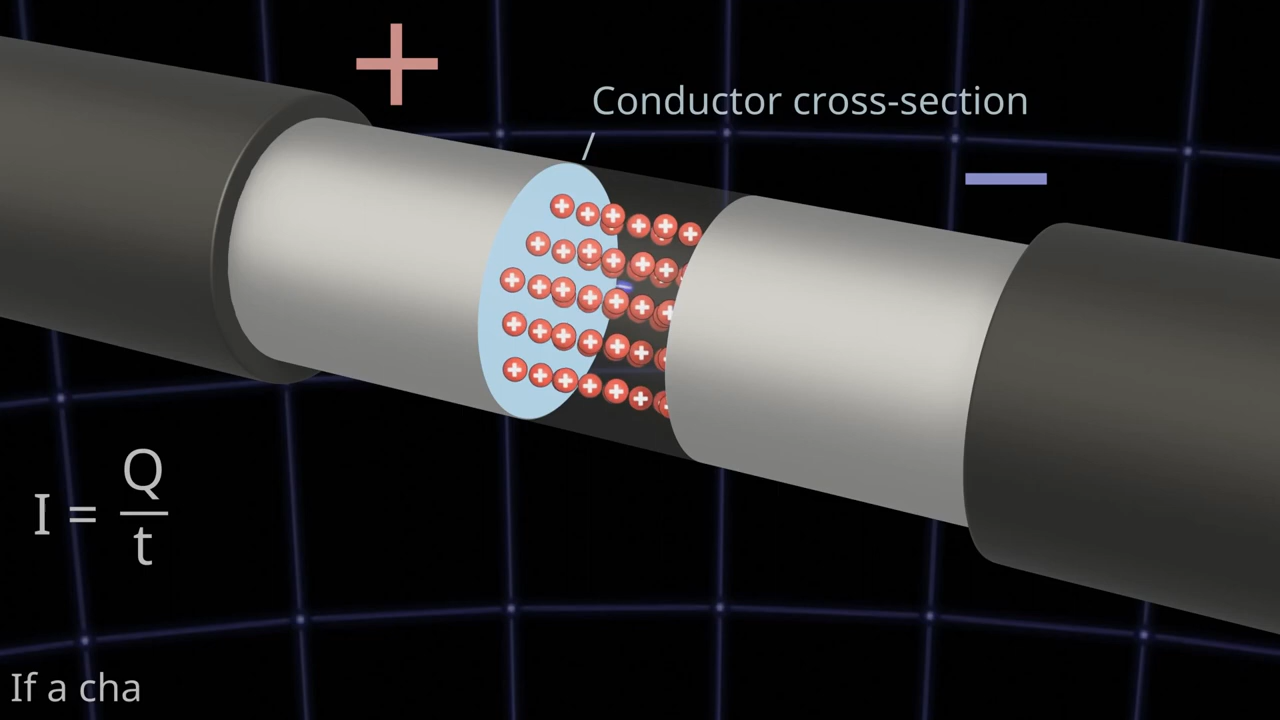 +
Conductor cross-section
−
I = Q
t
If a cha